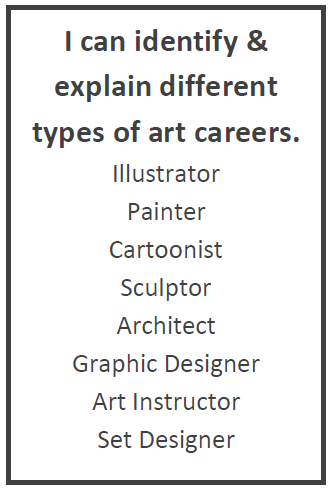 I can identify &
explain different
types of art careers.
Illustrator
Painter
Cartoonist
Sculptor
Architect
Graphic Designer
Art Instructor
Set Designer